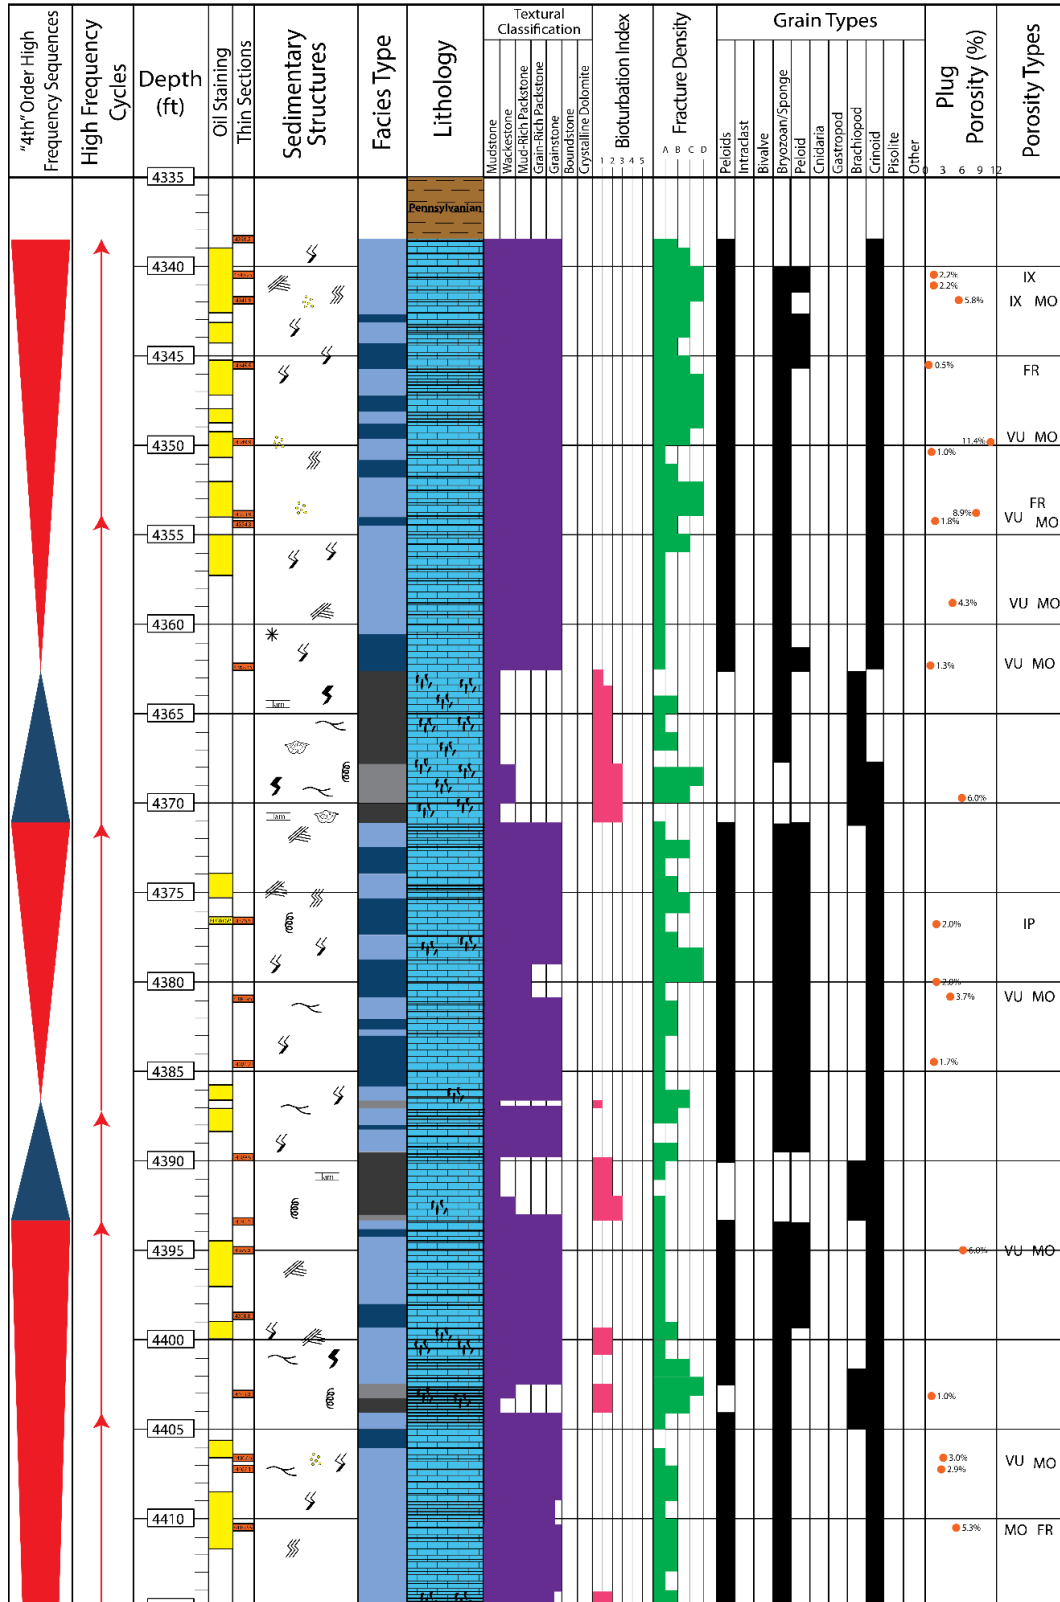 "4th" Order High
Frequency Sequences
High Frequency
Cycles
Depth
(ft)
Oil Staining
Thin Sections
Sedimentary
Structures
Facies Type
Lithology
Textural
Classification
Mudstone
Wackestone
Mud-Rich Packstone
Grain-Rich Packstone
Grainstone
Boundstone
Crystalline Dolomite
Bioturbation Index
1 2 3 4 5
Fracture Density
A B C D
Grain Types
Peloids
Intraclast
Bivalve
Bryozoan/Sponge
Peloid
Cnidaria
Gastropod
Brachiopod
Crinoid
Pisolite
Other
Plug
Porosity (%)
0 3 6 9 12
Porosity Types
4335
Pennsylvanian
4340
2.2% IX
2.2%
5.8% IX MO
4345
0.5% FR
VU MO
11.4%
4350
1.0%
FR
8.9%
VU MO
1.8%
4355
4.3% VU MO
4360
1.3% VU MO
lam
4365
6.0%
4370
lam
4375
2.0% IP
4380
2.0%
3.7% VU MO
1.7%
4385
4390
lam
4395
6.0% VU MO
4400
1.0%
4405
3.0% VU MO
2.9%
4410
5.3% MO FR